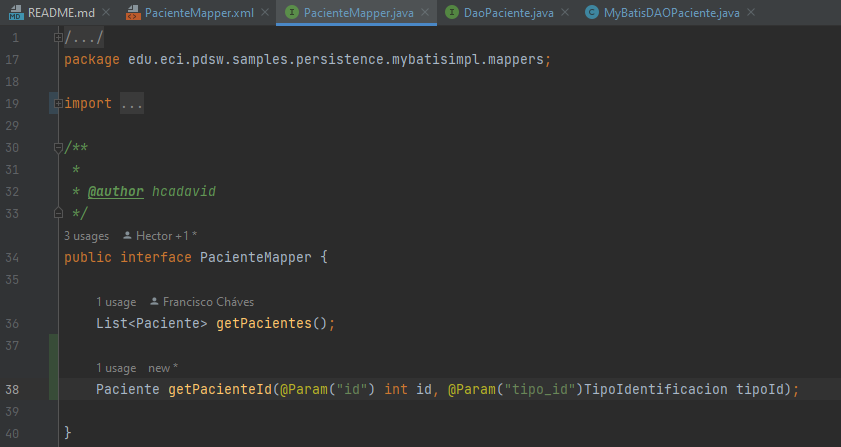 README.md PacienteMapper.xml PacienteMapper.java DaoPaciente.java MyBatisDAOPaciente.java
1 /.../
17 package edu.eci.pdsw.samples.persistence.mybatisimpl.mappers;
18
19 import ...
29
30 /**
31 *
32 * @author hcadavid
33 */
3 usages Hector +1 *
34 public interface PacienteMapper {
35
1 usage Francisco Cháves
36 List<Paciente> getPacientes();
37
1 usage new *
38 Paciente getPacienteId(@Param("id") int id, @Param("tipo_id")TipoIdentificacion tipoId);
39
40 }